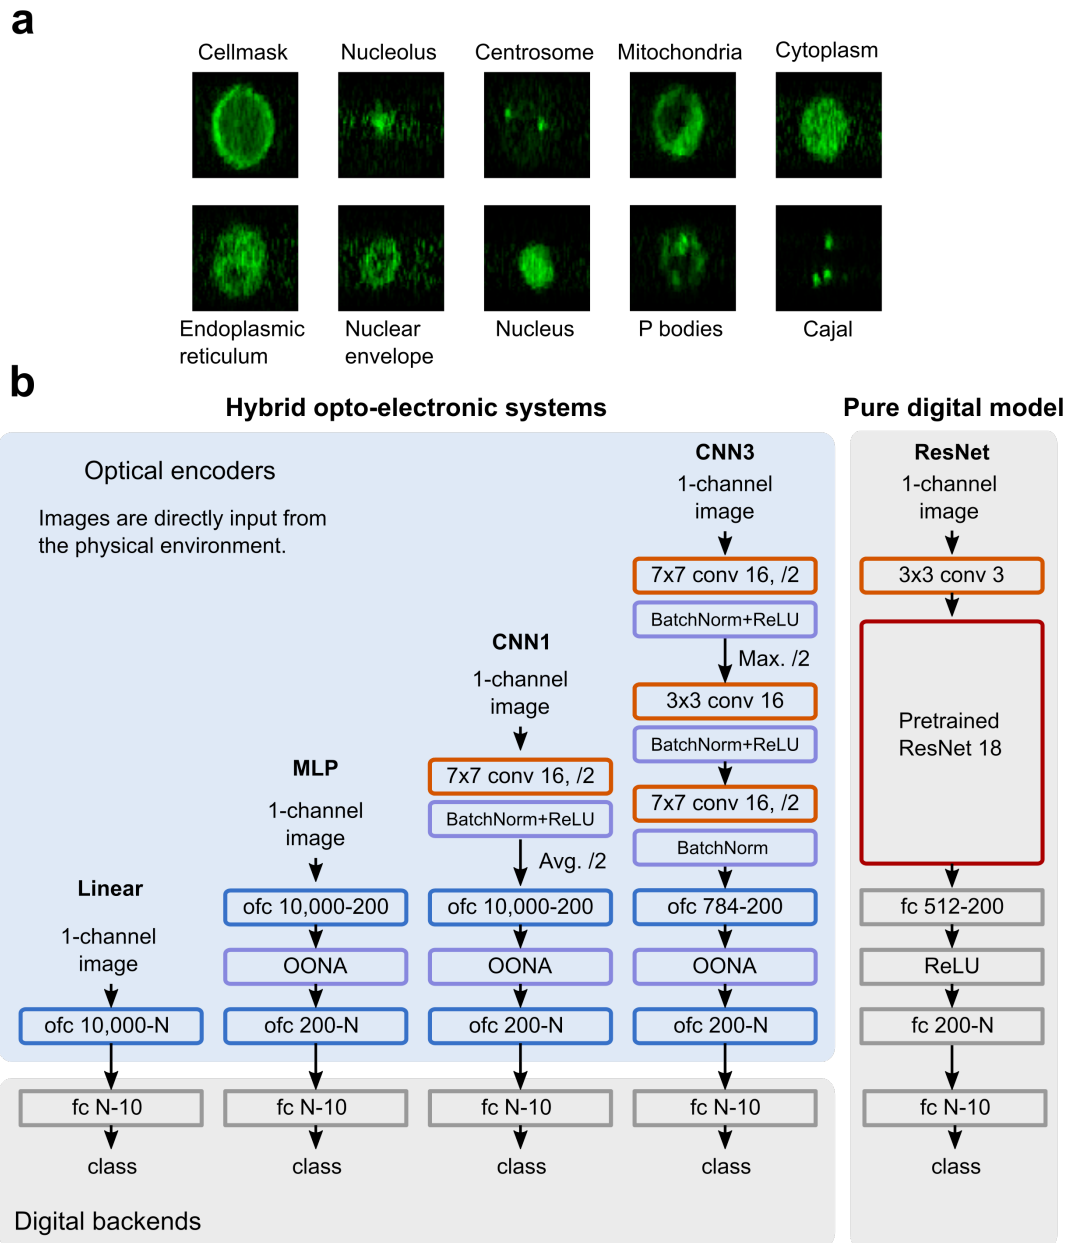 a
Cellmask
Nucleolus
Centrosome
Mitochondria
Cytoplasm
Endoplasmic
reticulum
Nuclear
envelope
Nucleus
P bodies
Cajal
b
Hybrid opto-electronic systems
Pure digital model
Optical encoders
Images are directly input from
the physical environment.
Linear
1-channel
image
ofc 10,000-N
fc N-10
class
MLP
1-channel
image
ofc 10,000-200
OONA
ofc 200-N
fc N-10
class
CNN1
1-channel
image
7x7 conv 16, /2
BatchNorm+ReLU
Avg. /2
ofc 10,000-200
OONA
ofc 200-N
fc N-10
class
CNN3
1-channel
image
7x7 conv 16, /2
BatchNorm+ReLU
Max. /2
3x3 conv 16
BatchNorm+ReLU
7x7 conv 16, /2
BatchNorm
ofc 784-200
OONA
ofc 200-N
fc N-10
class
Digital backends
ResNet
1-channel
image
3x3 conv 3
Pretrained
ResNet 18
fc 512-200
ReLU
fc 200-N
fc N-10
class